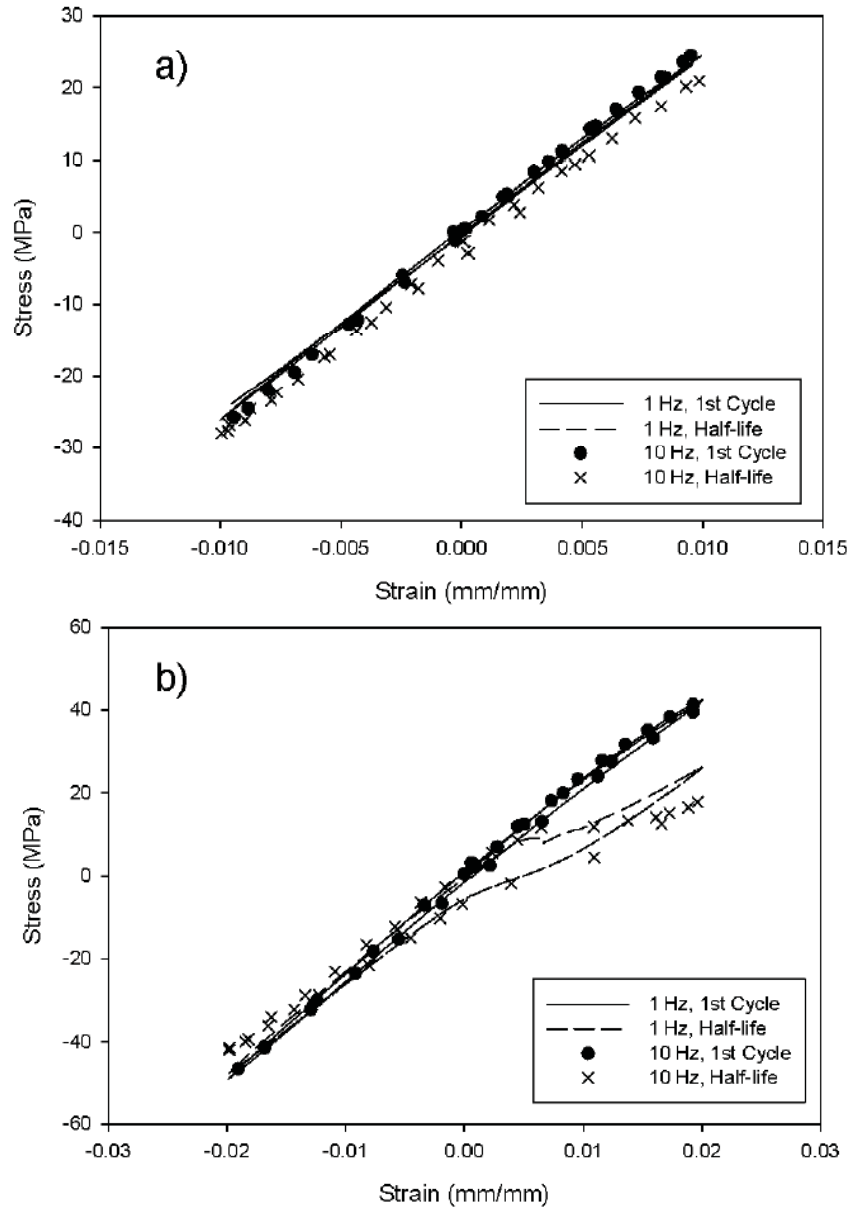 a)
30
20
10
0
-10
-20
-30
-40
Stress (MPa)
1 Hz, 1st Cycle
1 Hz, Half-life
10 Hz, 1st Cycle
10 Hz, Half-life
-0.015 -0.010 -0.005 0.000 0.005 0.010 0.015
Strain (mm/mm)
b)
60
40
20
0
-20
-40
-60
Stress (MPa)
1 Hz, 1st Cycle
1 Hz, Half-life
10 Hz, 1st Cycle
10 Hz, Half-life
-0.03 -0.02 -0.01 0.00 0.01 0.02 0.03
Strain (mm/mm)